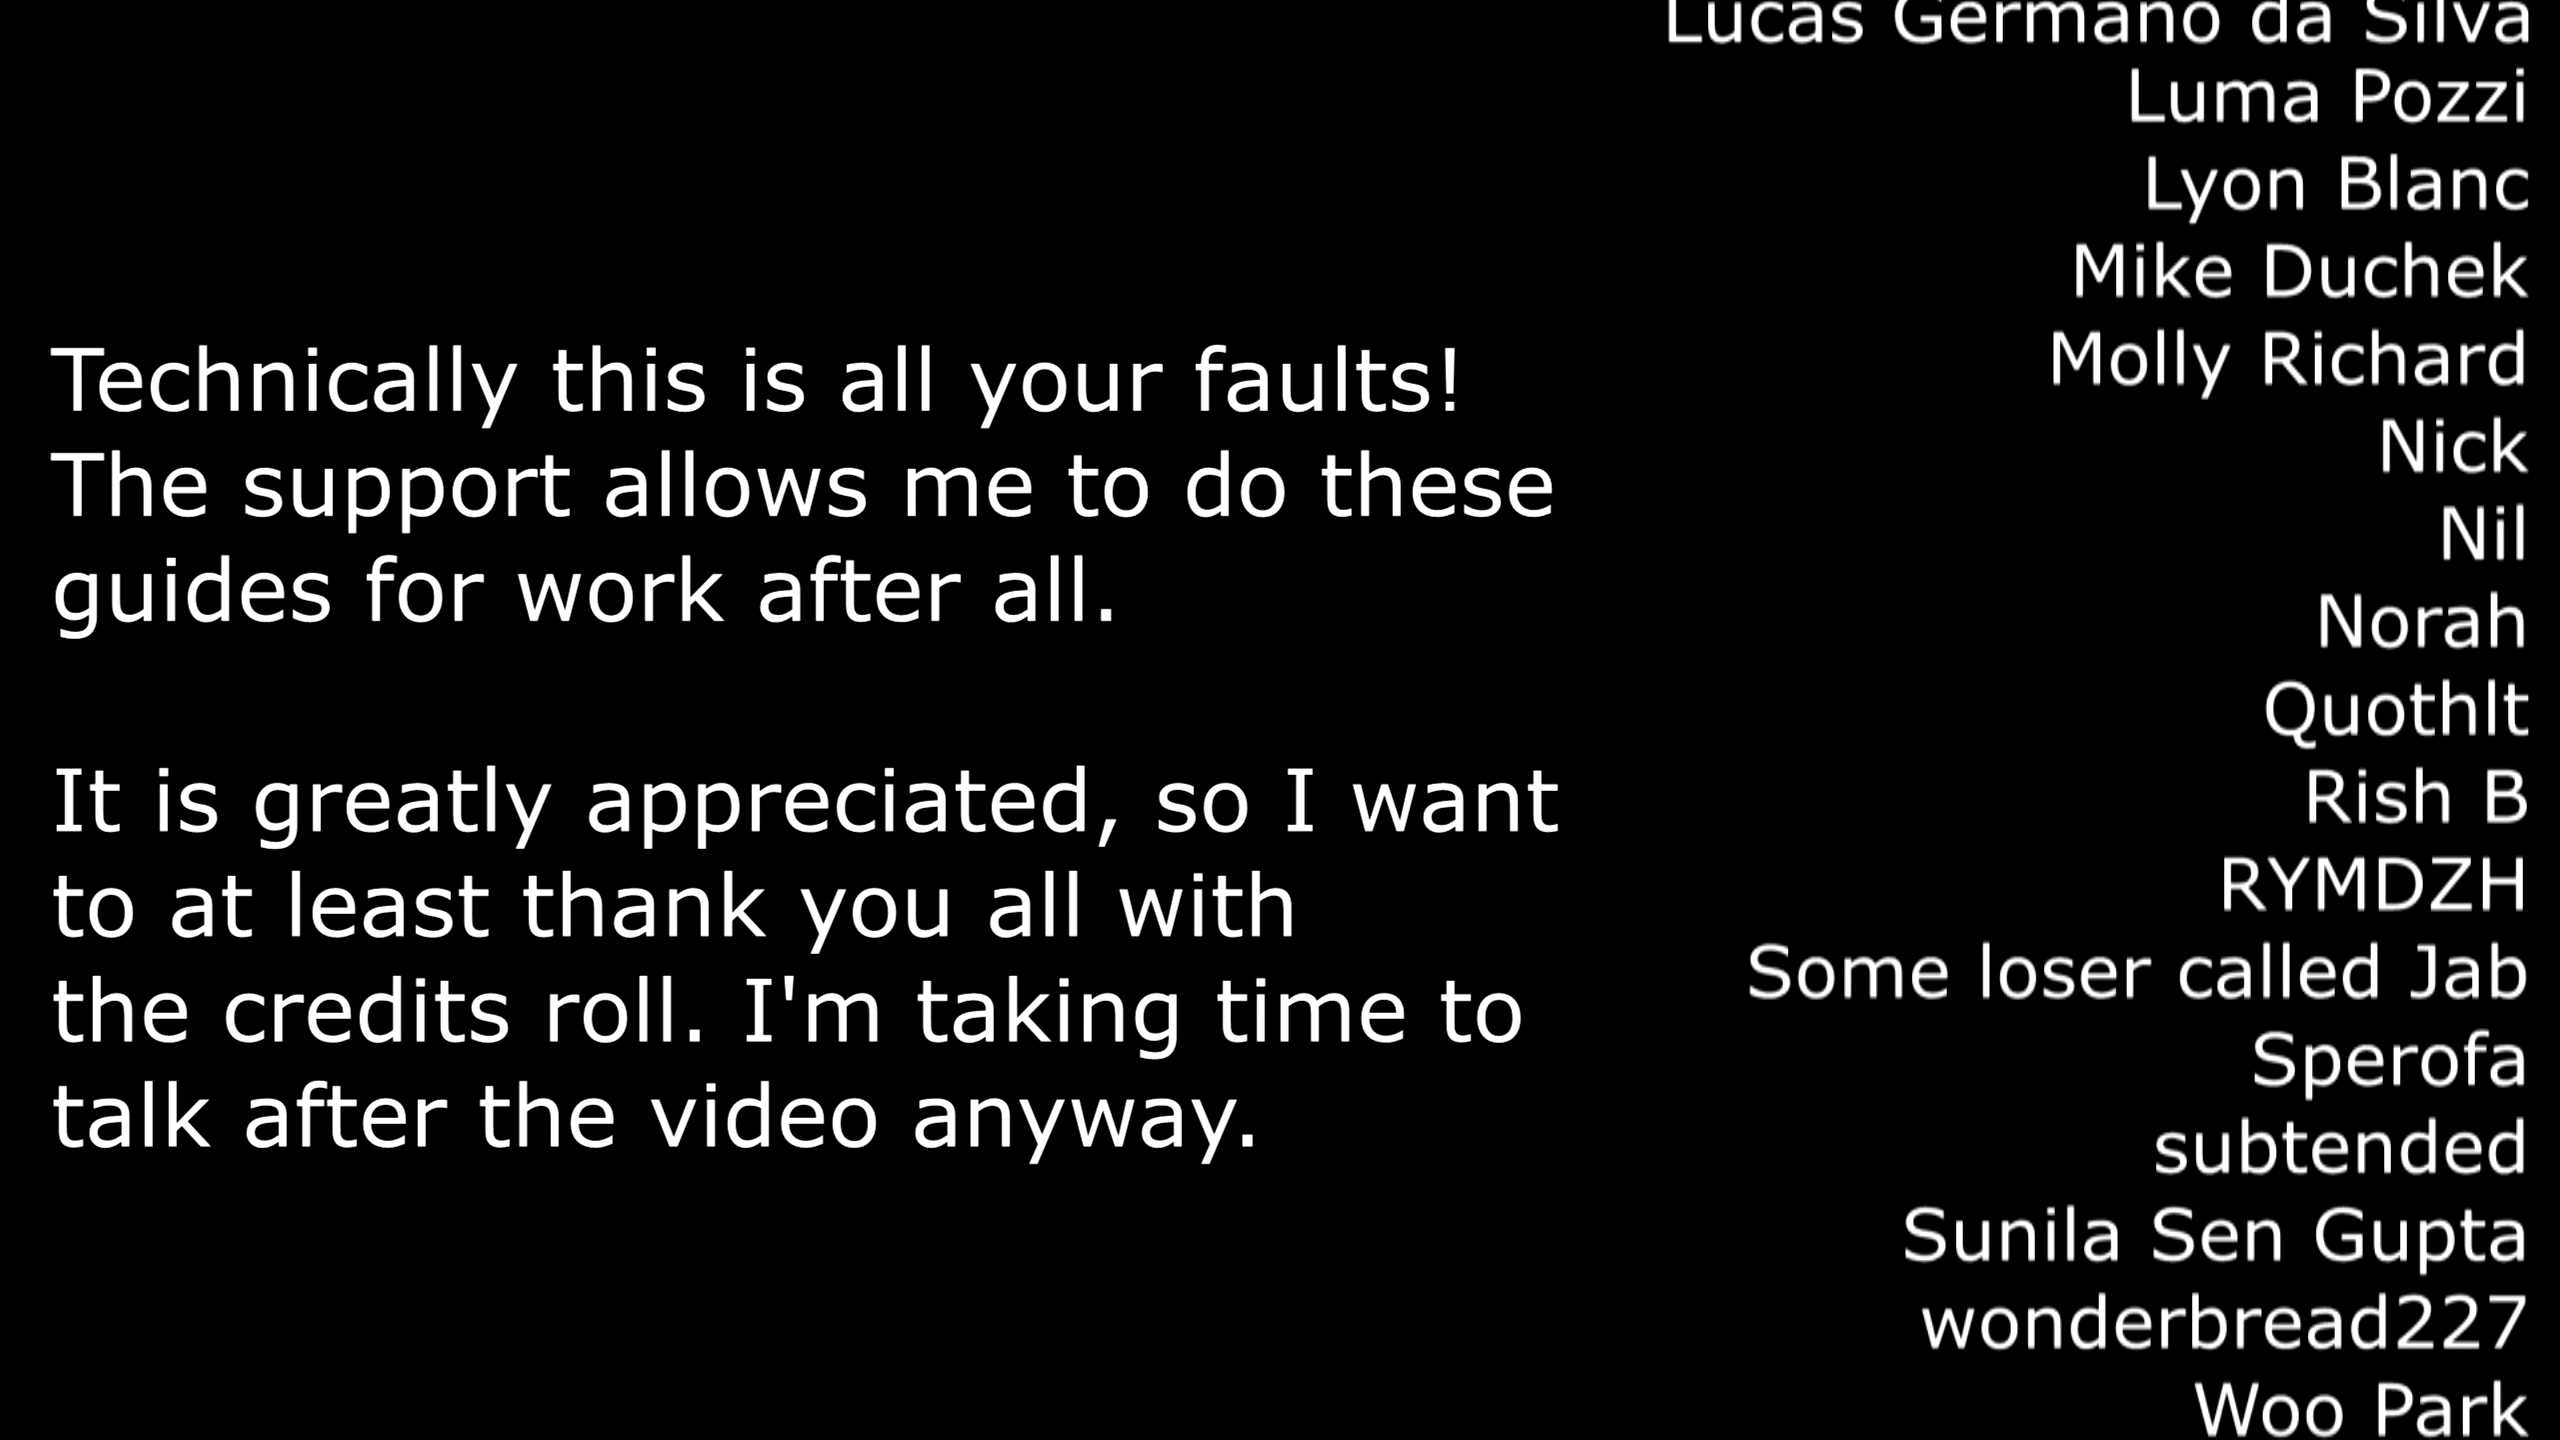 Technically this is all your faults!
The support allows me to do these
guides for work after all.
It is greatly appreciated, so I want
to at least thank you all with
the credits roll. I'm taking time to
talk after the video anyway.
Lucas Germano da Silva
Luma Pozzi
Lyon Blanc
Mike Duchek
Molly Richard
Nick
Nil
Norah
Quothlt
Rish B
RYMDZH
Some loser called Jab
Sperofa
subtended
Sunila Sen Gupta
wonderbread227
Woo Park